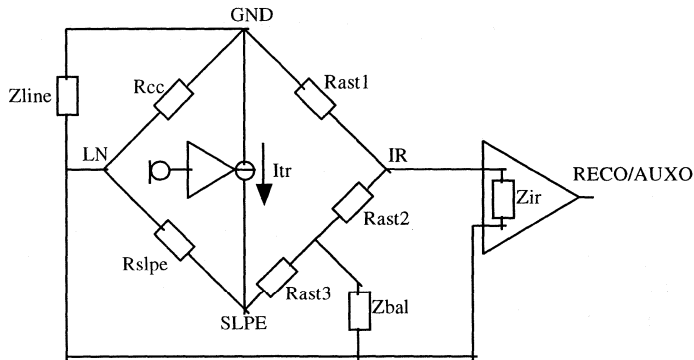 GND
Zline
Rcc
Rast1
LN
IR
RECO/AUXO
Itr
Zir
Rast2
Rslpe
Rast3
Zbal
SLPE